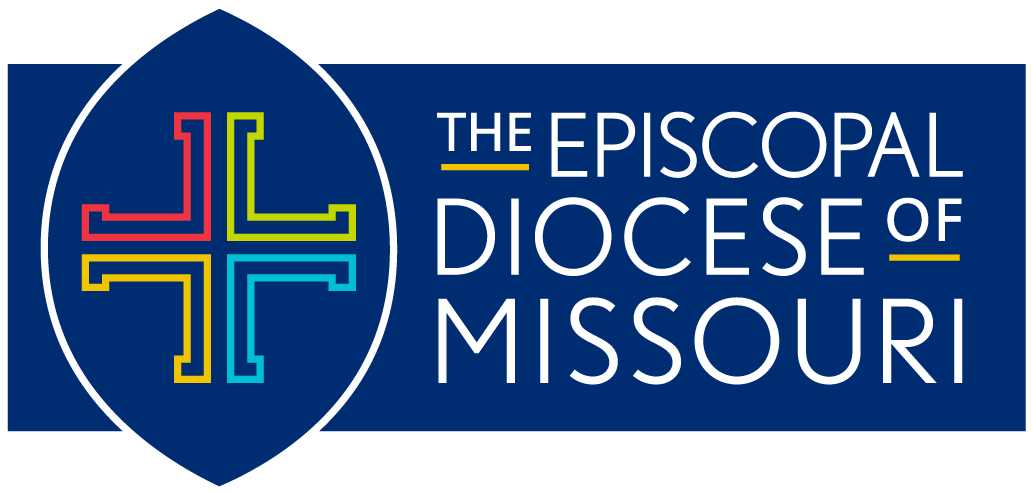 THE EPISCOPAL
DIOCESE OF
MISSOURI